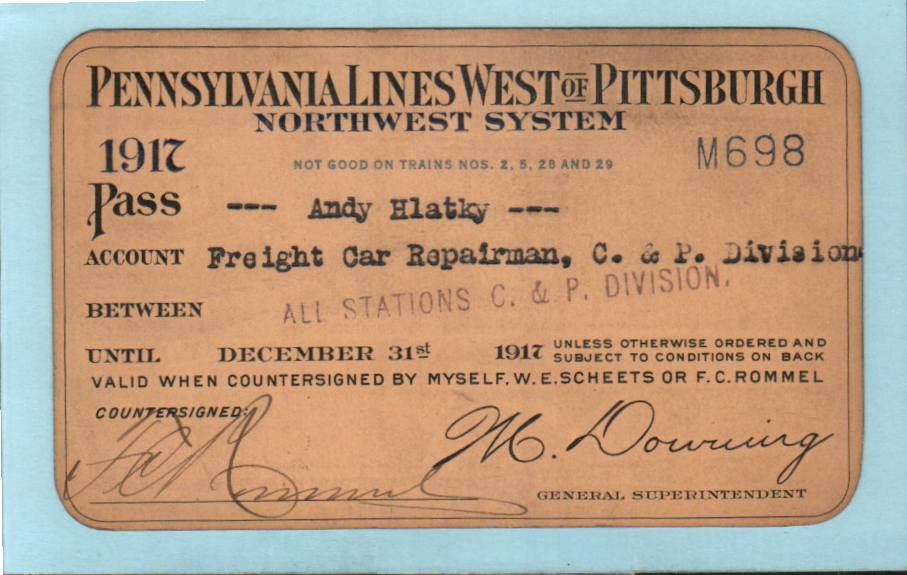 PENNSYLVANIA LINES WEST OF PITTSBURGH
NORTHWEST SYSTEM
1917
NOT GOOD ON TRAINS NOS. 2, 5, 28 AND 29
M698
Pass --- Andy Hlatky ---
ACCOUNT Freight Car Repairman, C. & P. Division
BETWEEN ALL STATIONS C. & P. DIVISION.
UNTIL DECEMBER 31st 1917 UNLESS OTHERWISE ORDERED AND
SUBJECT TO CONDITIONS ON BACK
VALID WHEN COUNTERSIGNED BY MYSELF, W. E. SCHEETS OR F. C. ROMMEL
COUNTERSIGNED:
F C Rommel
M. Downing
GENERAL SUPERINTENDENT